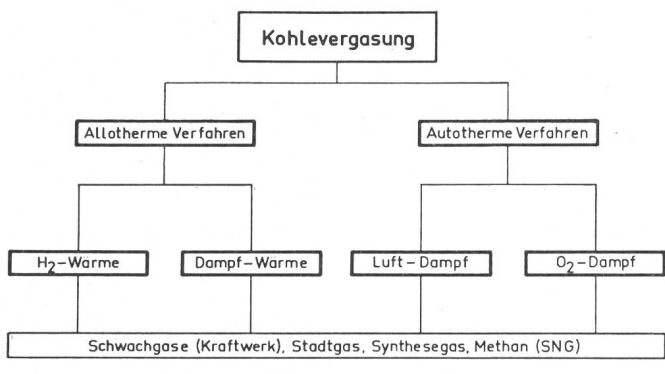 Kohlevergasung
Allotherme Verfahren
Autotherme Verfahren
H₂-Wärme
Dampf-Wärme
Luft-Dampf
O₂-Dampf
Schwachgase (Kraftwerk), Stadtgas, Synthesegas, Methan (SNG)